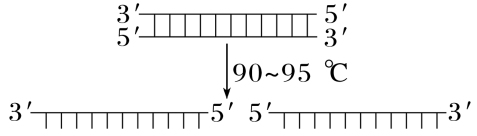 3′ 5′
5′ 3′
90~95 ℃
3′ 5′ 5′ 3′